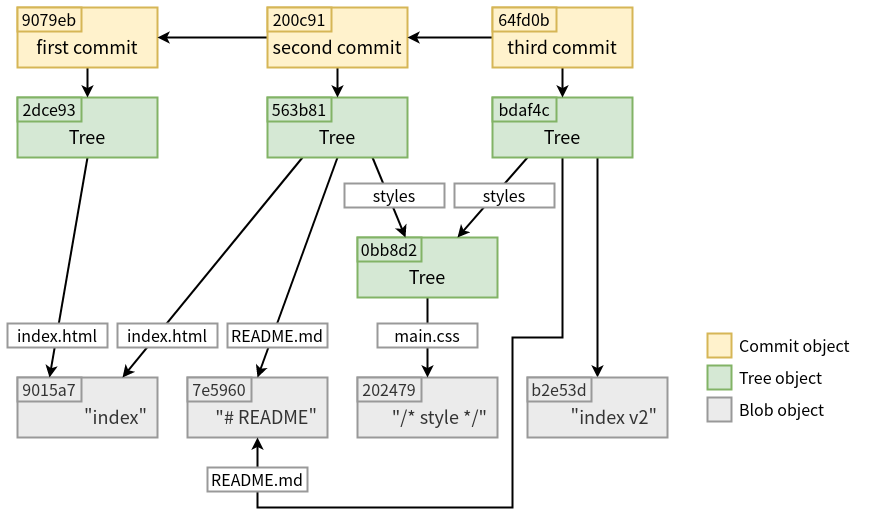 9079eb
first commit
200c91
second commit
64fd0b
third commit
2dce93
Tree
563b81
Tree
bdaf4c
Tree
styles
styles
0bb8d2
Tree
index.html
index.html
README.md
main.css
9015a7
"index"
7e5960
"# README"
202479
"/* style */"
b2e53d
"index v2"
README.md
Commit object
Tree object
Blob object